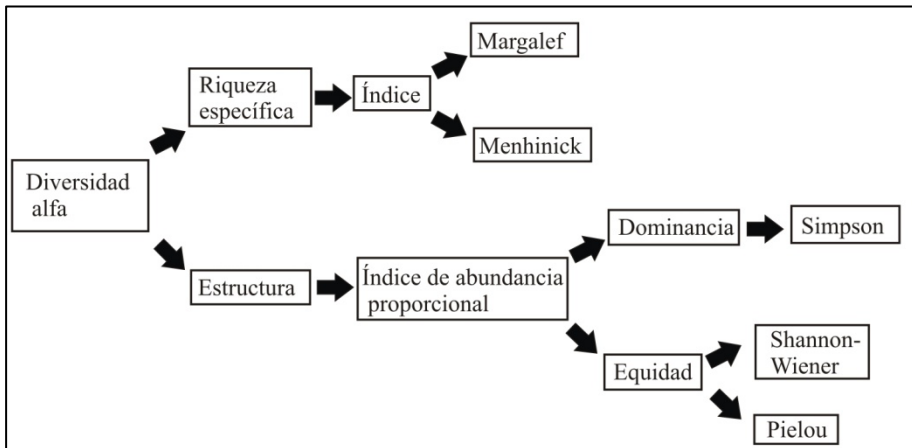 Diversidad
alfa
Riqueza
específica
Índice
Margalef
Menhinick
Estructura
Índice de abundancia
proporcional
Dominancia
Simpson
Equidad
Shannon-
Wiener
Pielou